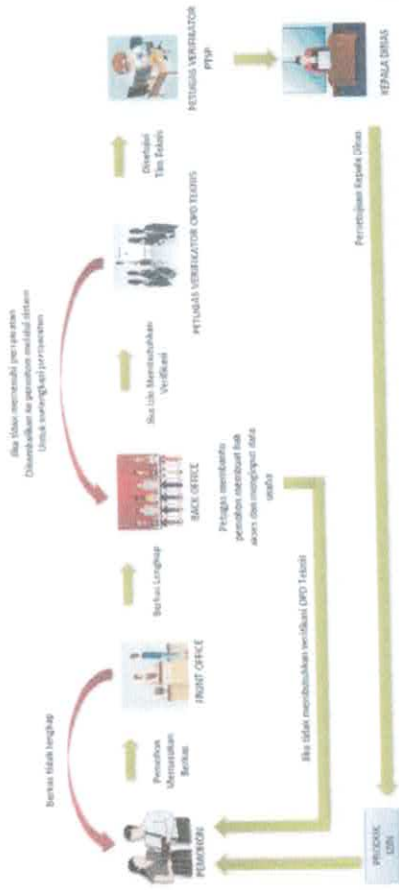 Berkas tidak lengkap
Jika tidak memenuhi persyaratan
Dikembalikan ke pemohon melalui sistem
Untuk melengkapi persyaratan
PEMOHON
Pemohon
Memasukan
Berkas
FRONT OFFICE
Berkas Lengkap
BACK OFFICE
Petugas membantu
pemohon membuat hak
akses dan menginput data
usaha
Jika Izin Membutuhkan
Verifikasi
PETUGAS VERIFIKATOR OPD TEKNIS
Disetujui
Tim Teknis
PETUGAS VERIFIKATOR
PTSP
KEPALA DINAS
Jika tidak membutuhkan verifikasi OPD Teknis
Persetujuan Kepala Dinas
PRODUK
IZIN